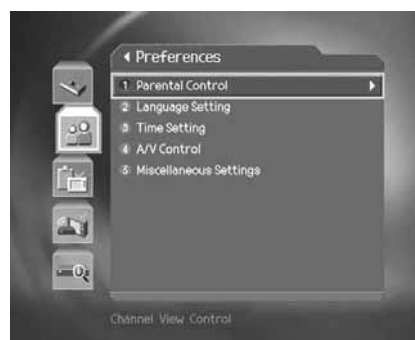 Preferences
1 Parental Control
2 Language Setting
3 Time Setting
4 A/V Control
5 Miscellaneous Settings
Channel View Control